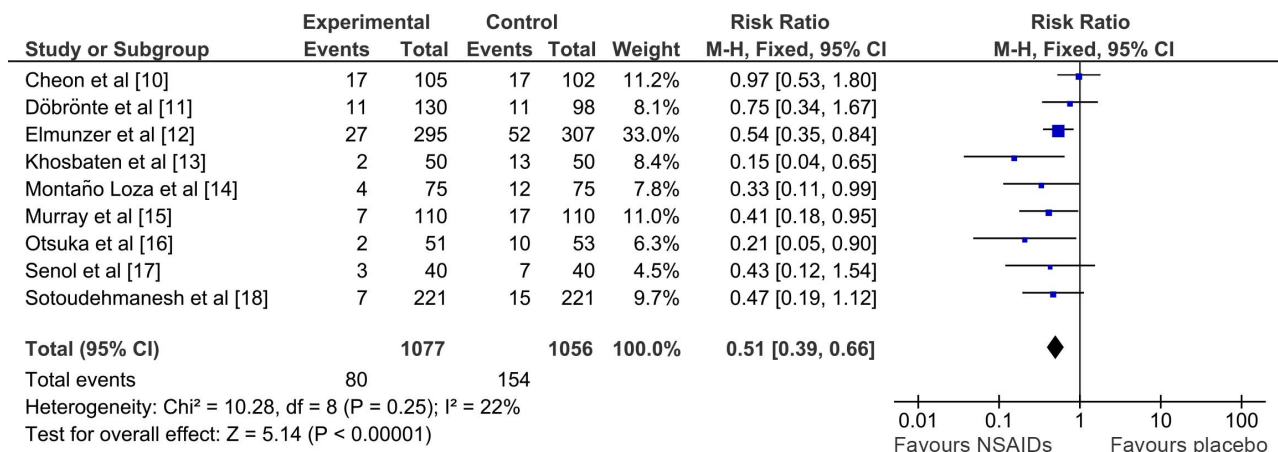 Experimental Control Risk Ratio Risk Ratio
Study or Subgroup Events Total Events Total Weight M-H, Fixed, 95% CI M-H, Fixed, 95% CI
Cheon et al [10] 17 105 17 102 11.2% 0.97 [0.53, 1.80]
Döbrönte et al [11] 11 130 11 98 8.1% 0.75 [0.34, 1.67]
Elmunzer et al [12] 27 295 52 307 33.0% 0.54 [0.35, 0.84]
Khosbaten et al [13] 2 50 13 50 8.4% 0.15 [0.04, 0.65]
Montaño Loza et al [14] 4 75 12 75 7.8% 0.33 [0.11, 0.99]
Murray et al [15] 7 110 17 110 11.0% 0.41 [0.18, 0.95]
Otsuka et al [16] 2 51 10 53 6.3% 0.21 [0.05, 0.90]
Senol et al [17] 3 40 7 40 4.5% 0.43 [0.12, 1.54]
Sotoudehmanesh et al [18] 7 221 15 221 9.7% 0.47 [0.19, 1.12]
Total (95% CI) 1077 1056 100.0% 0.51 [0.39, 0.66]
Total events 80 154
Heterogeneity: Chi² = 10.28, df = 8 (P = 0.25); I² = 22%
Test for overall effect: Z = 5.14 (P < 0.00001)
0.01 0.1 1 10 100
Favours NSAIDs Favours placebo